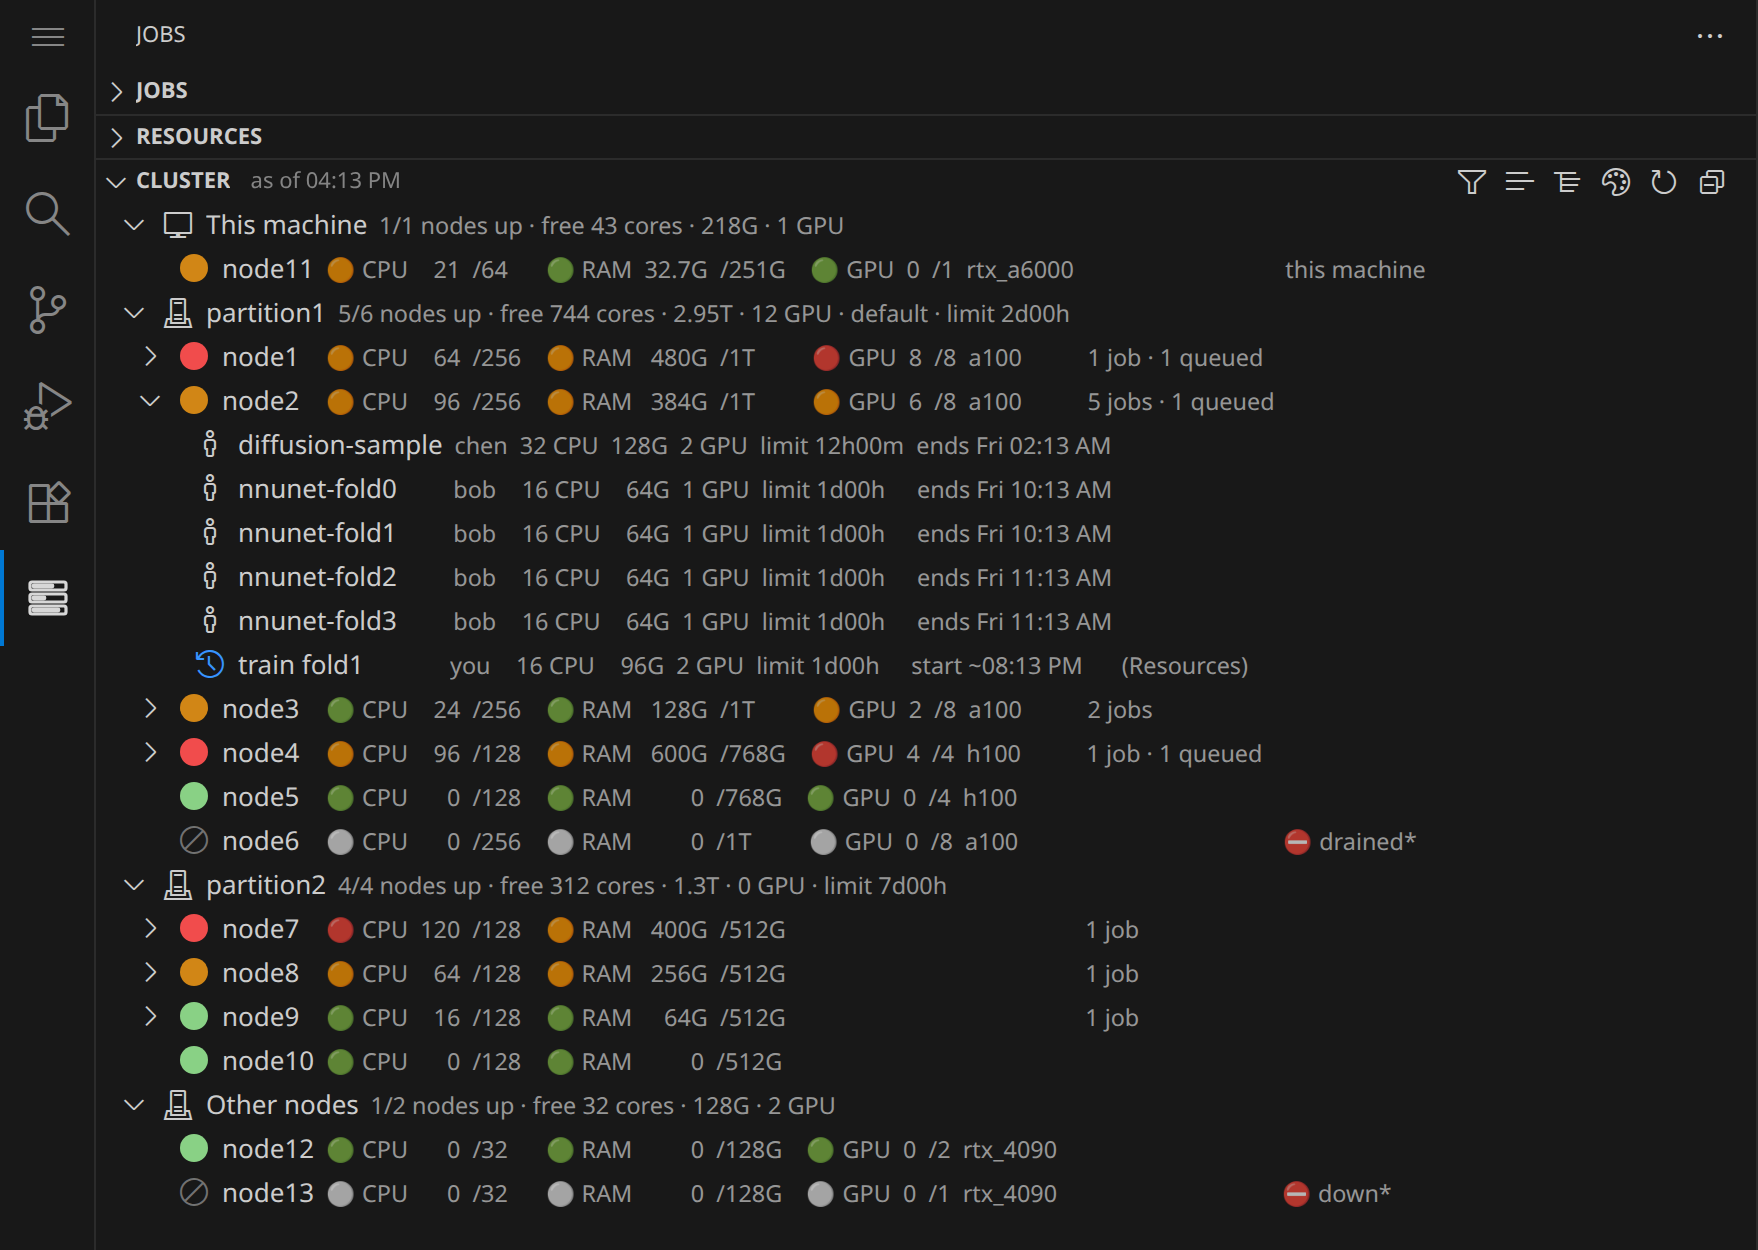 JOBS
JOBS
RESOURCES
CLUSTER as of 04:13 PM
This machine 1/1 nodes up · free 43 cores · 218G · 1 GPU
node11 CPU 21 /64 RAM 32.7G /251G GPU 0 /1 rtx_a6000 this machine
partition1 5/6 nodes up · free 744 cores · 2.95T · 12 GPU · default · limit 2d00h
node1 CPU 64 /256 RAM 480G /1T GPU 8 /8 a100 1 job · 1 queued
node2 CPU 96 /256 RAM 384G /1T GPU 6 /8 a100 5 jobs · 1 queued
diffusion-sample chen 32 CPU 128G 2 GPU limit 12h00m ends Fri 02:13 AM
nnunet-fold0 bob 16 CPU 64G 1 GPU limit 1d00h ends Fri 10:13 AM
nnunet-fold1 bob 16 CPU 64G 1 GPU limit 1d00h ends Fri 10:13 AM
nnunet-fold2 bob 16 CPU 64G 1 GPU limit 1d00h ends Fri 11:13 AM
nnunet-fold3 bob 16 CPU 64G 1 GPU limit 1d00h ends Fri 11:13 AM
train fold1 you 16 CPU 96G 2 GPU limit 1d00h start ~08:13 PM (Resources)
node3 CPU 24 /256 RAM 128G /1T GPU 2 /8 a100 2 jobs
node4 CPU 96 /128 RAM 600G /768G GPU 4 /4 h100 1 job · 1 queued
node5 CPU 0 /128 RAM 0 /768G GPU 0 /4 h100
node6 CPU 0 /256 RAM 0 /1T GPU 0 /8 a100 drained*
partition2 4/4 nodes up · free 312 cores · 1.3T · 0 GPU · limit 7d00h
node7 CPU 120 /128 RAM 400G /512G 1 job
node8 CPU 64 /128 RAM 256G /512G 1 job
node9 CPU 16 /128 RAM 64G /512G 1 job
node10 CPU 0 /128 RAM 0 /512G
Other nodes 1/2 nodes up · free 32 cores · 128G · 2 GPU
node12 CPU 0 /32 RAM 0 /128G GPU 0 /2 rtx_4090
node13 CPU 0 /32 RAM 0 /128G GPU 0 /1 rtx_4090 down*